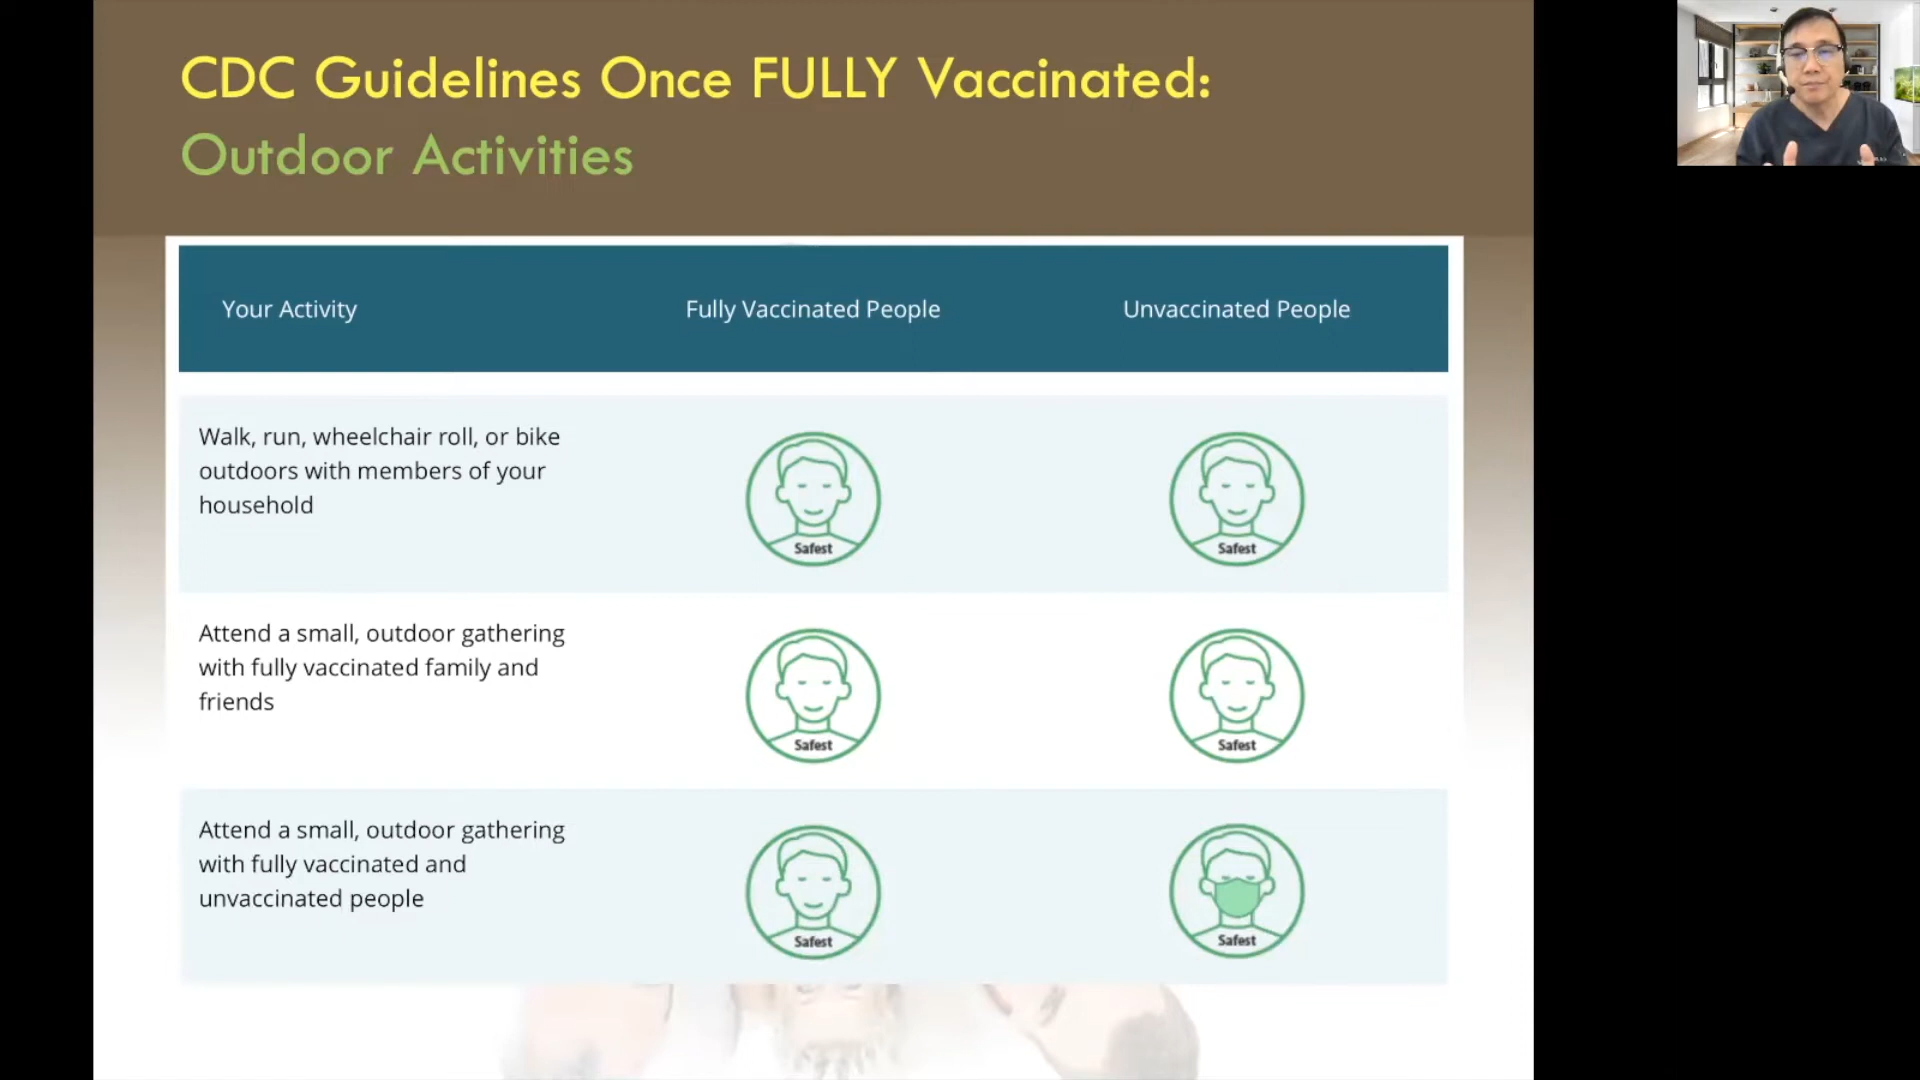 CDC Guidelines Once FULLY Vaccinated:
Outdoor Activities
Your Activity
Fully Vaccinated People
Unvaccinated People
Walk, run, wheelchair roll, or bike
outdoors with members of your
household
Safest
Safest
Attend a small, outdoor gathering
with fully vaccinated family and
friends
Safest
Safest
Attend a small, outdoor gathering
with fully vaccinated and
unvaccinated people
Safest
Safest